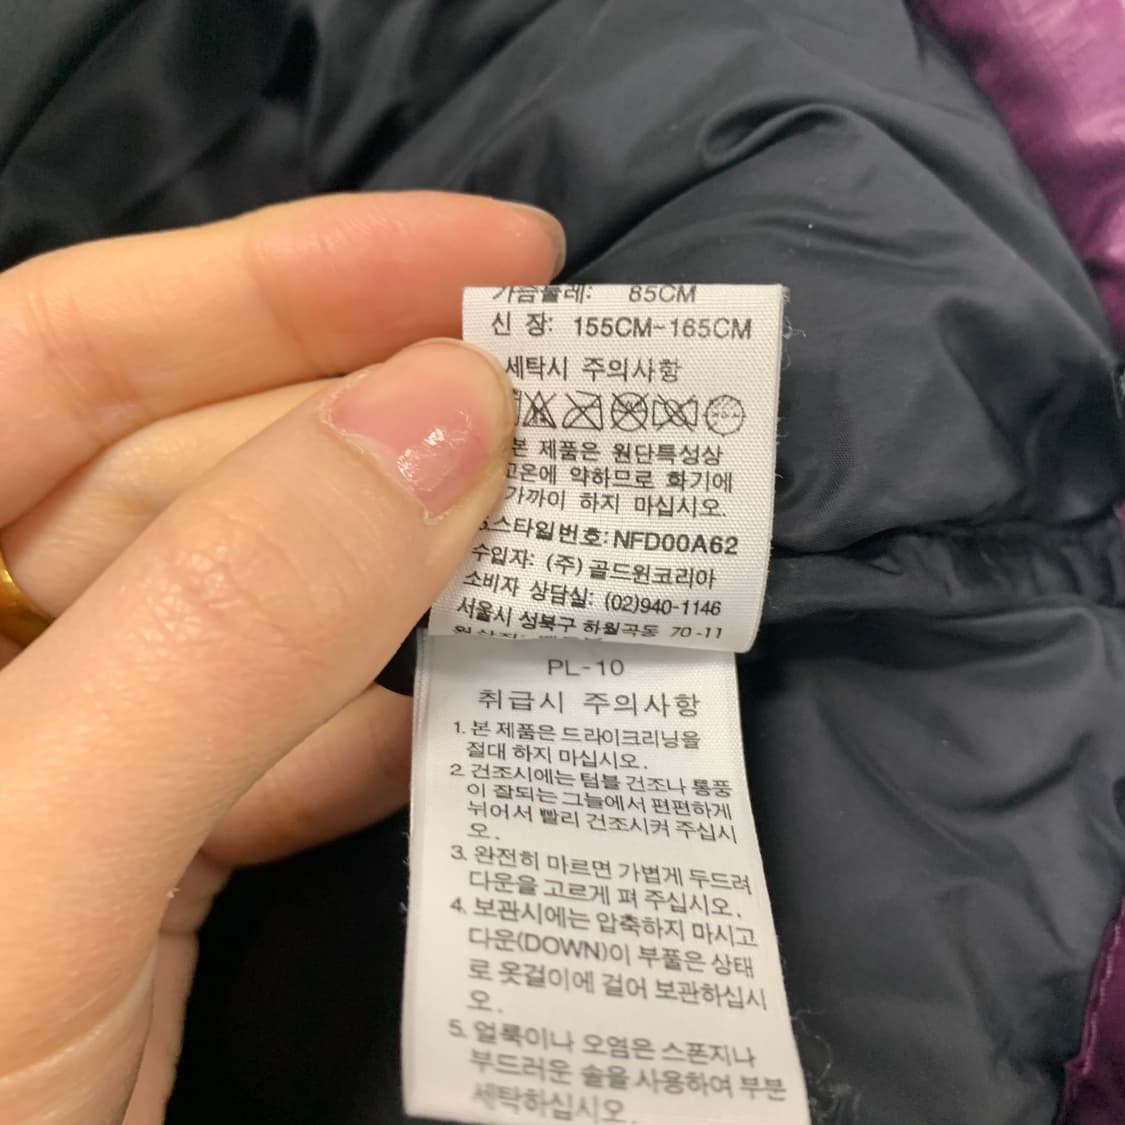 가슴둘레: 85CM
신 장: 155CM~165CM
세탁시 주의사항
본 제품은 원단특성상
고온에 약하므로 화기에
가까이 하지 마십시오.
스타일번호: NFD00A62
수입자: (주) 골드윈코리아
소비자 상담실: (02)940-1146
서울시 성북구 하월곡동 70-11
PL-10
취급시 주의사항
1. 본 제품은 드라이크리닝을
절대 하지 마십시오.
2. 건조시에는 텀블 건조나 통풍
이 잘되는 그늘에서 편편하게
뉘어서 빨리 건조시켜 주십시
오.
3. 완전히 마르면 가볍게 두드려
다운을 고르게 펴 주십시오.
4. 보관시에는 압축하지 마시고
다운(DOWN)이 부풀은 상태
로 옷걸이에 걸어 보관하십시
오.
5. 얼룩이나 오염은 스폰지나
부드러운 솔을 사용하여 부분
세탁하십시오.